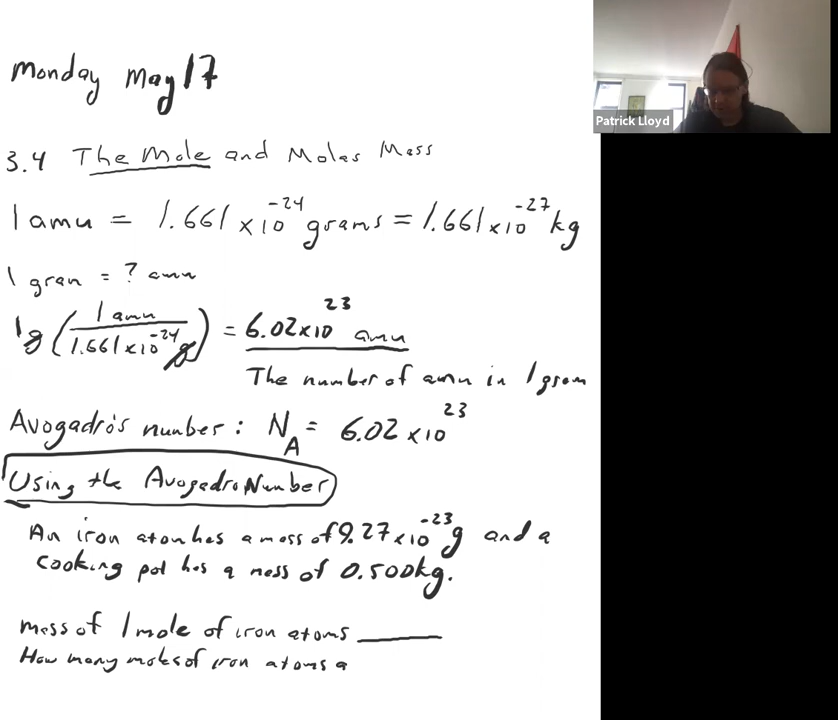 Monday May 17
Patrick Lloyd
3.4 The Mole and Molar Mass
1 amu = 1.661 x 10^-24 grams = 1.661 x 10^-27 kg
1 gram = ? amu
1g (1 amu / 1.661 x 10^-24 g) = 6.02 x 10^23 amu
The number of amu in 1 gram
Avogadro's number: N_A = 6.02 x 10^23
Using the Avogadro Number
An iron atom has a mass of 9.27 x 10^-23 g and a
cooking pot has a mass of 0.500kg.
mass of 1 mole of iron atoms ______
How many moles of iron atoms a